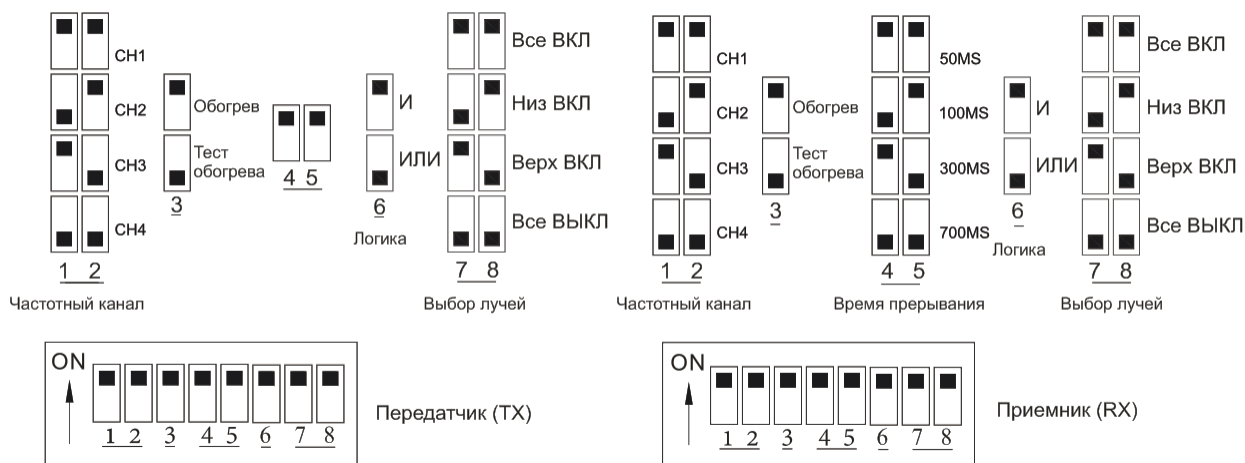 CH1
CH2
CH3
CH4
1 2
Частотный канал
Обогрев
Тест
обогрева
3
4 5
И
ИЛИ
6
Логика
Все ВКЛ
Низ ВКЛ
Верх ВКЛ
Все ВЫКЛ
7 8
Выбор лучей
CH1
CH2
CH3
CH4
1 2
Частотный канал
Обогрев
Тест
обогрева
3
50MS
100MS
300MS
700MS
4 5
Время прерывания
И
ИЛИ
6
Логика
Все ВКЛ
Низ ВКЛ
Верх ВКЛ
Все ВЫКЛ
7 8
Выбор лучей
ON
1 2 3 4 5 6 7 8
Передатчик (TX)
ON
1 2 3 4 5 6 7 8
Приемник (RX)